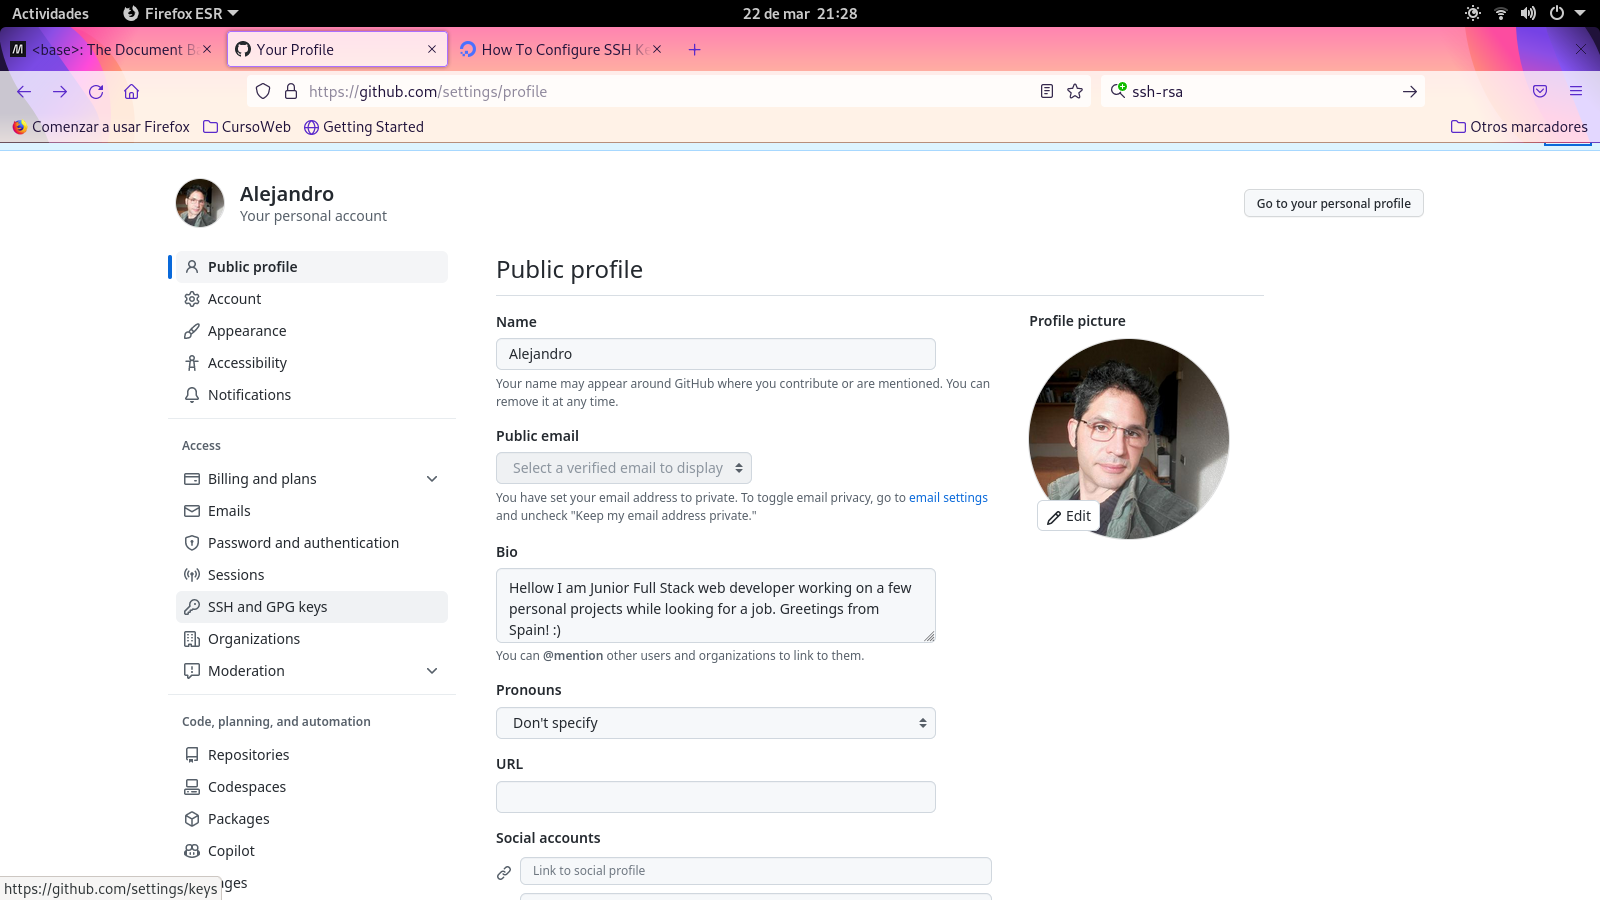 Actividades Firefox ESR 22 de mar 21:28
<base>: The Document B Your Profile How To Configure SSH Ke
https://github.com/settings/profile ssh-rsa
Comenzar a usar Firefox CursoWeb Getting Started Otros marcadores
Alejandro
Your personal account
Go to your personal profile
Public profile
Account
Appearance
Accessibility
Notifications
Access
Billing and plans
Emails
Password and authentication
Sessions
SSH and GPG keys
Organizations
Moderation
Code, planning, and automation
Repositories
Codespaces
Packages
Copilot
ges
https://github.com/settings/keys
Public profile
Name
Alejandro
Your name may appear around GitHub where you contribute or are mentioned. You can
remove it at any time.
Public email
Select a verified email to display
You have set your email address to private. To toggle email privacy, go to email settings
and uncheck "Keep my email address private."
Bio
Hellow I am Junior Full Stack web developer working on a few
personal projects while looking for a job. Greetings from
Spain! :)
You can @mention other users and organizations to link to them.
Pronouns
Don't specify
URL
Social accounts
Link to social profile
Profile picture
Edit